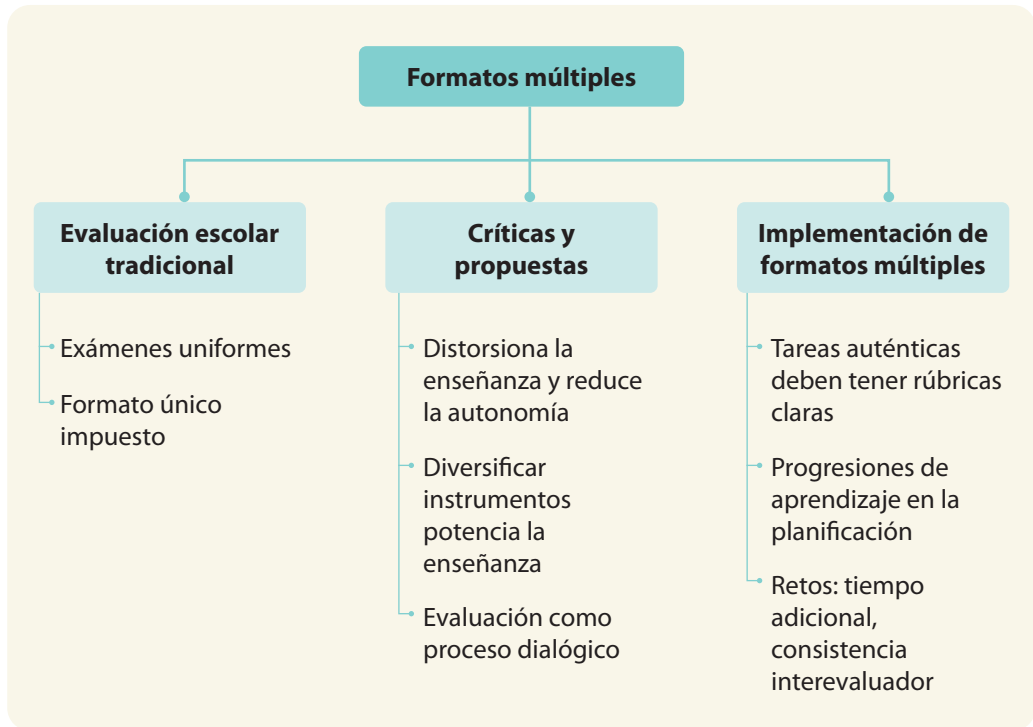 Formatos múltiples
Evaluación escolar
tradicional
Exámenes uniformes
Formato único
impuesto
Críticas y
propuestas
Distorsiona la
enseñanza y reduce
la autonomía
Diversificar
instrumentos
potencia la
enseñanza
Evaluación como
proceso dialógico
Implementación de
formatos múltiples
Tareas auténticas
deben tener rúbricas
claras
Progresiones de
aprendizaje en la
planificación
Retos: tiempo
adicional,
consistencia
interevaluador